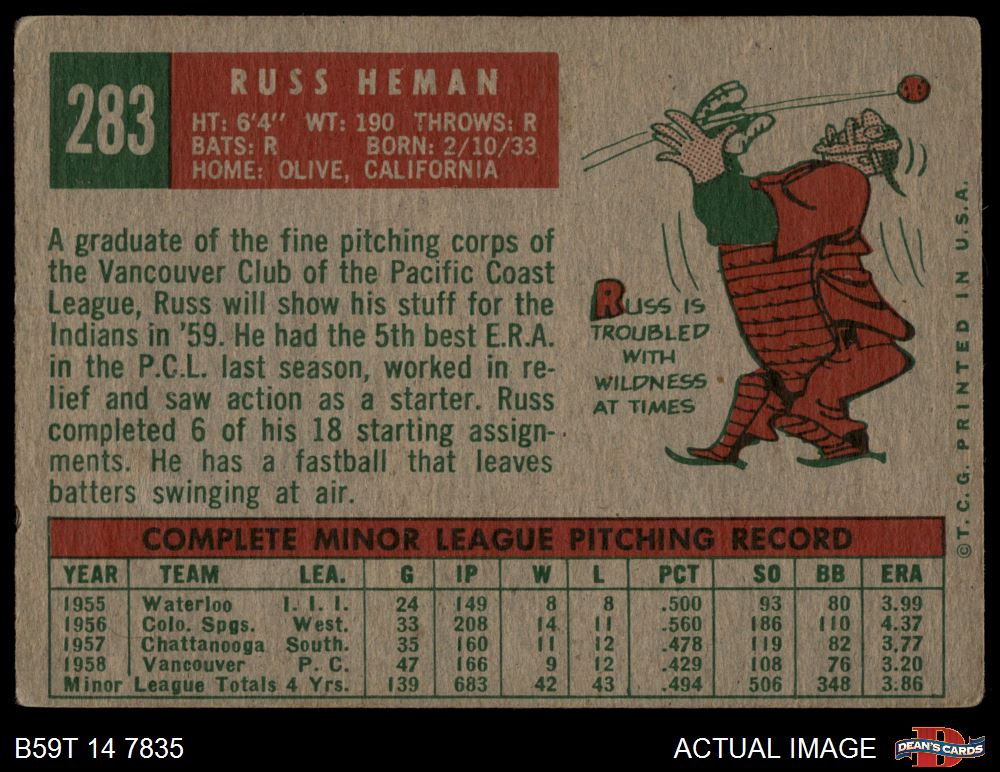 283
RUSS HEMAN
HT: 6'4" WT: 190 THROWS: R
BATS: R BORN: 2/10/33
HOME: OLIVE, CALIFORNIA
A graduate of the fine pitching corps of
the Vancouver Club of the Pacific Coast
League, Russ will show his stuff for the
Indians in '59. He had the 5th best E.R.A.
in the P.C.L. last season, worked in re-
lief and saw action as a starter. Russ
completed 6 of his 18 starting assign-
ments. He has a fastball that leaves
batters swinging at air.
RUSS IS
TROUBLED
WITH
WILDNESS
AT TIMES
©T.C.G. PRINTED IN U.S.A.
COMPLETE MINOR LEAGUE PITCHING RECORD
YEAR TEAM LEA. G IP W L PCT SO BB ERA
1955 Waterloo I. I. I. 24 149 8 8 .500 93 80 3.99
1956 Colo. Spgs. West. 33 208 14 11 .560 186 110 4.37
1957 Chattanooga South. 35 160 11 12 .478 119 82 3.77
1958 Vancouver P. C. 47 166 9 12 .429 108 76 3.20
Minor League Totals 4 Yrs. 139 683 42 43 .494 506 348 3.86
B59T 14 7835
ACTUAL IMAGE
DEAN'S CARDS